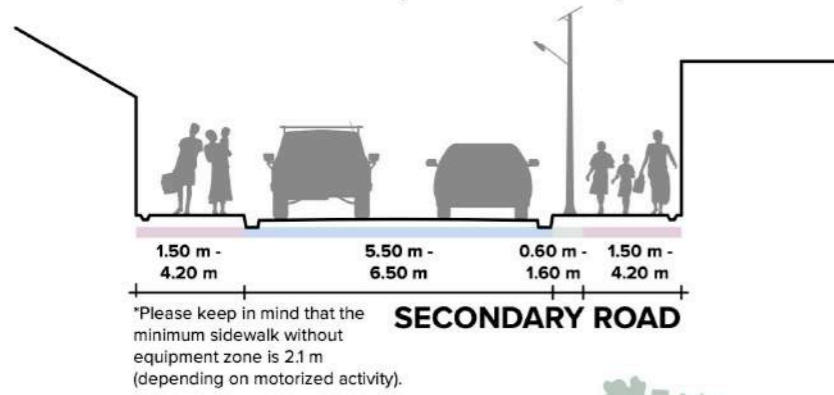 1.50 m -
4.20 m
5.50 m -
6.50 m
0.60 m -
1.60 m
1.50 m -
4.20 m
*Please keep in mind that the
minimum sidewalk without
equipment zone is 2.1 m
(depending on motorized activity).
SECONDARY ROAD